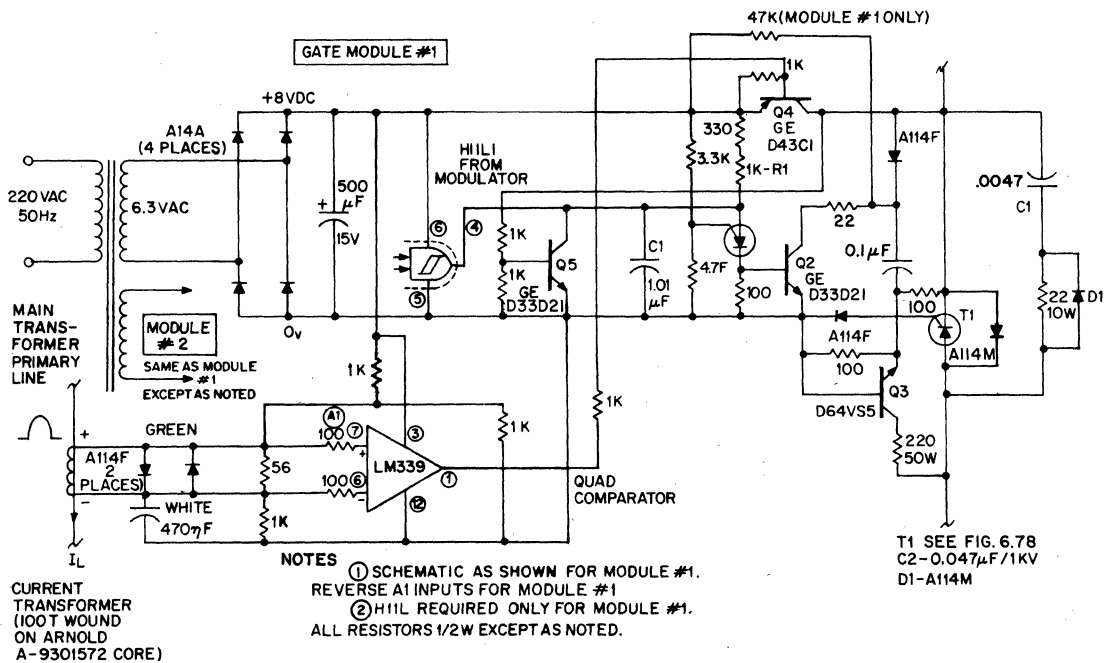 47K(MODULE #1 ONLY)
GATE MODULE #1
1K
+8VDC
Q4
GE
D43C1
A14A
(4 PLACES)
330
A114F
H11L1
FROM
MODULATOR
3.3K
1K-R1
.0047
C1
220 VAC
50Hz
6.3VAC
500
μF
15V
+
⑥
④
⑤
22
1K
1K
Q5
GE
D33D21
C1
1.01
μF
4.7F
100
Q2
GE
D33D21
0.1μF
100
T1
22
10W
D1
MAIN
TRANS-
FORMER
PRIMARY
LINE
MODULE
#2
0v
SAME AS MODULE
#1
EXCEPT AS NOTED
1K
A114F
100
A114M
Q3
D64VS5
1K
1K
220
50W
+
GREEN
A1
100
⑦
③
+
LM339
①
QUAD
COMPARATOR
A114F
2
PLACES)
56
100
⑥
-
⑫
-
WHITE
470ηF
1K
IL
NOTES
① SCHEMATIC AS SHOWN FOR MODULE #1.
REVERSE A1 INPUTS FOR MODULE #1
② H11L REQUIRED ONLY FOR MODULE #1.
ALL RESISTORS 1/2W EXCEPT AS NOTED.
T1 SEE FIG. 6.78
C2-0.047μF/1KV
D1-A114M
CURRENT
TRANSFORMER
(100T WOUND
ON ARNOLD
A-9301572 CORE)